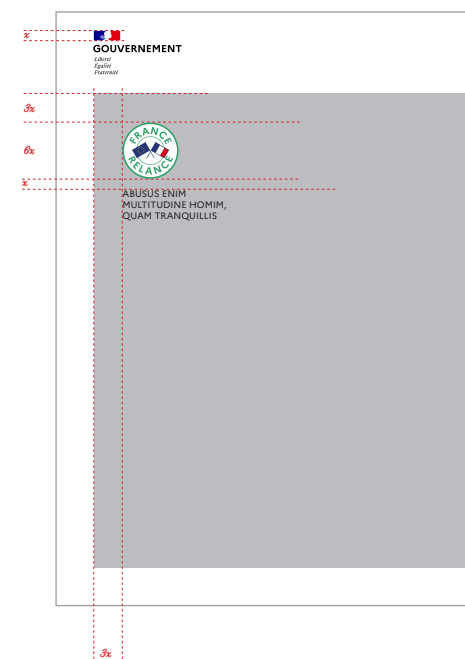 x
GOUVERNEMENT
Liberté
Égalité
Fraternité
3x
6x
FRANCE
RELANCE
x
ABUSUS ENIM
MULTITUDINE HOMIM,
QUAM TRANQUILLIS
3x